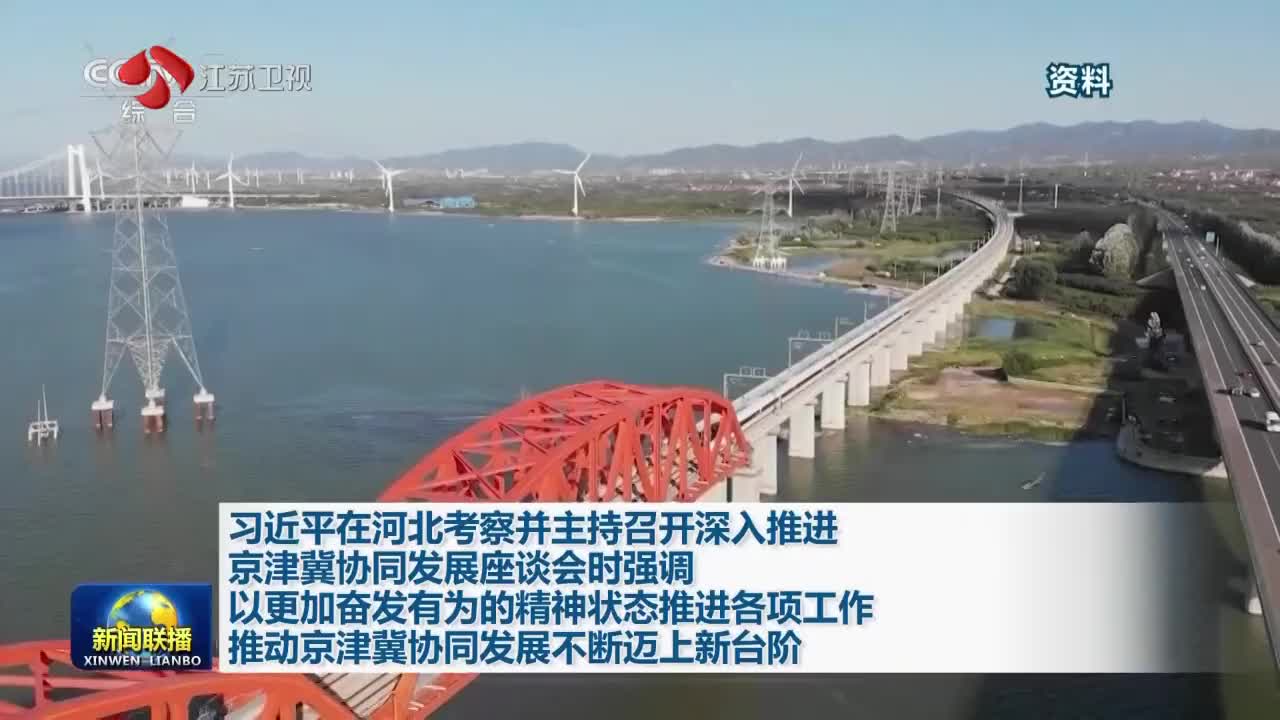 CCTV 江苏卫视
综合
资料
习近平在河北考察并主持召开深入推进
京津冀协同发展座谈会时强调
以更加奋发有为的精神状态推进各项工作
推动京津冀协同发展不断迈上新台阶
新闻联播
XINWEN LIANBO